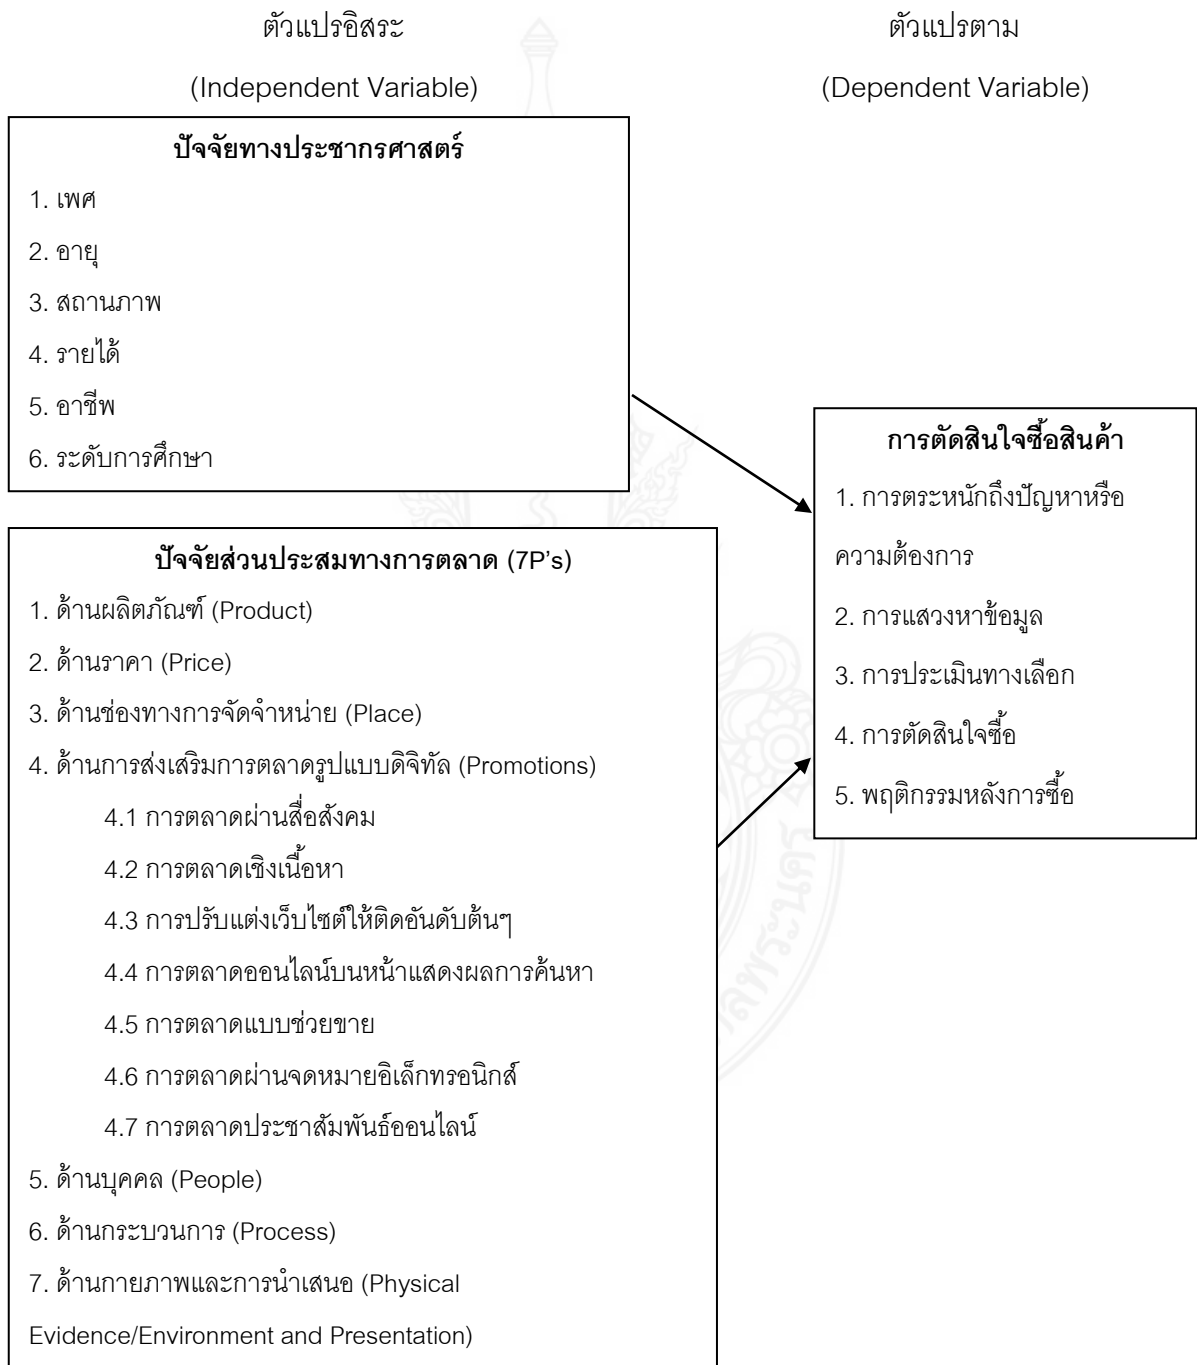 ตัวแปรอิสระ
(Independent Variable)
ตัวแปรตาม
(Dependent Variable)
ปัจจัยทางประชากรศาสตร์
1. เพศ
2. อายุ
3. สถานภาพ
4. รายได้
5. อาชีพ
6. ระดับการศึกษา
ปัจจัยส่วนประสมทางการตลาด (7P's)
1. ด้านผลิตภัณฑ์ (Product)
2. ด้านราคา (Price)
3. ด้านช่องทางการจัดจำหน่าย (Place)
4. ด้านการส่งเสริมการตลาดรูปแบบดิจิทัล (Promotions)
4.1 การตลาดผ่านสื่อสังคม
4.2 การตลาดเชิงเนื้อหา
4.3 การปรับแต่งเว็บไซต์ให้ติดอันดับต้นๆ
4.4 การตลาดออนไลน์บนหน้าแสดงผลการค้นหา
4.5 การตลาดแบบช่วยขาย
4.6 การตลาดผ่านจดหมายอิเล็กทรอนิกส์
4.7 การตลาดประชาสัมพันธ์ออนไลน์
5. ด้านบุคคล (People)
6. ด้านกระบวนการ (Process)
7. ด้านกายภาพและการนำเสนอ (Physical
Evidence/Environment and Presentation)
การตัดสินใจซื้อสินค้า
1. การตระหนักถึงปัญหาหรือ
ความต้องการ
2. การแสวงหาข้อมูล
3. การประเมินทางเลือก
4. การตัดสินใจซื้อ
5. พฤติกรรมหลังการซื้อ